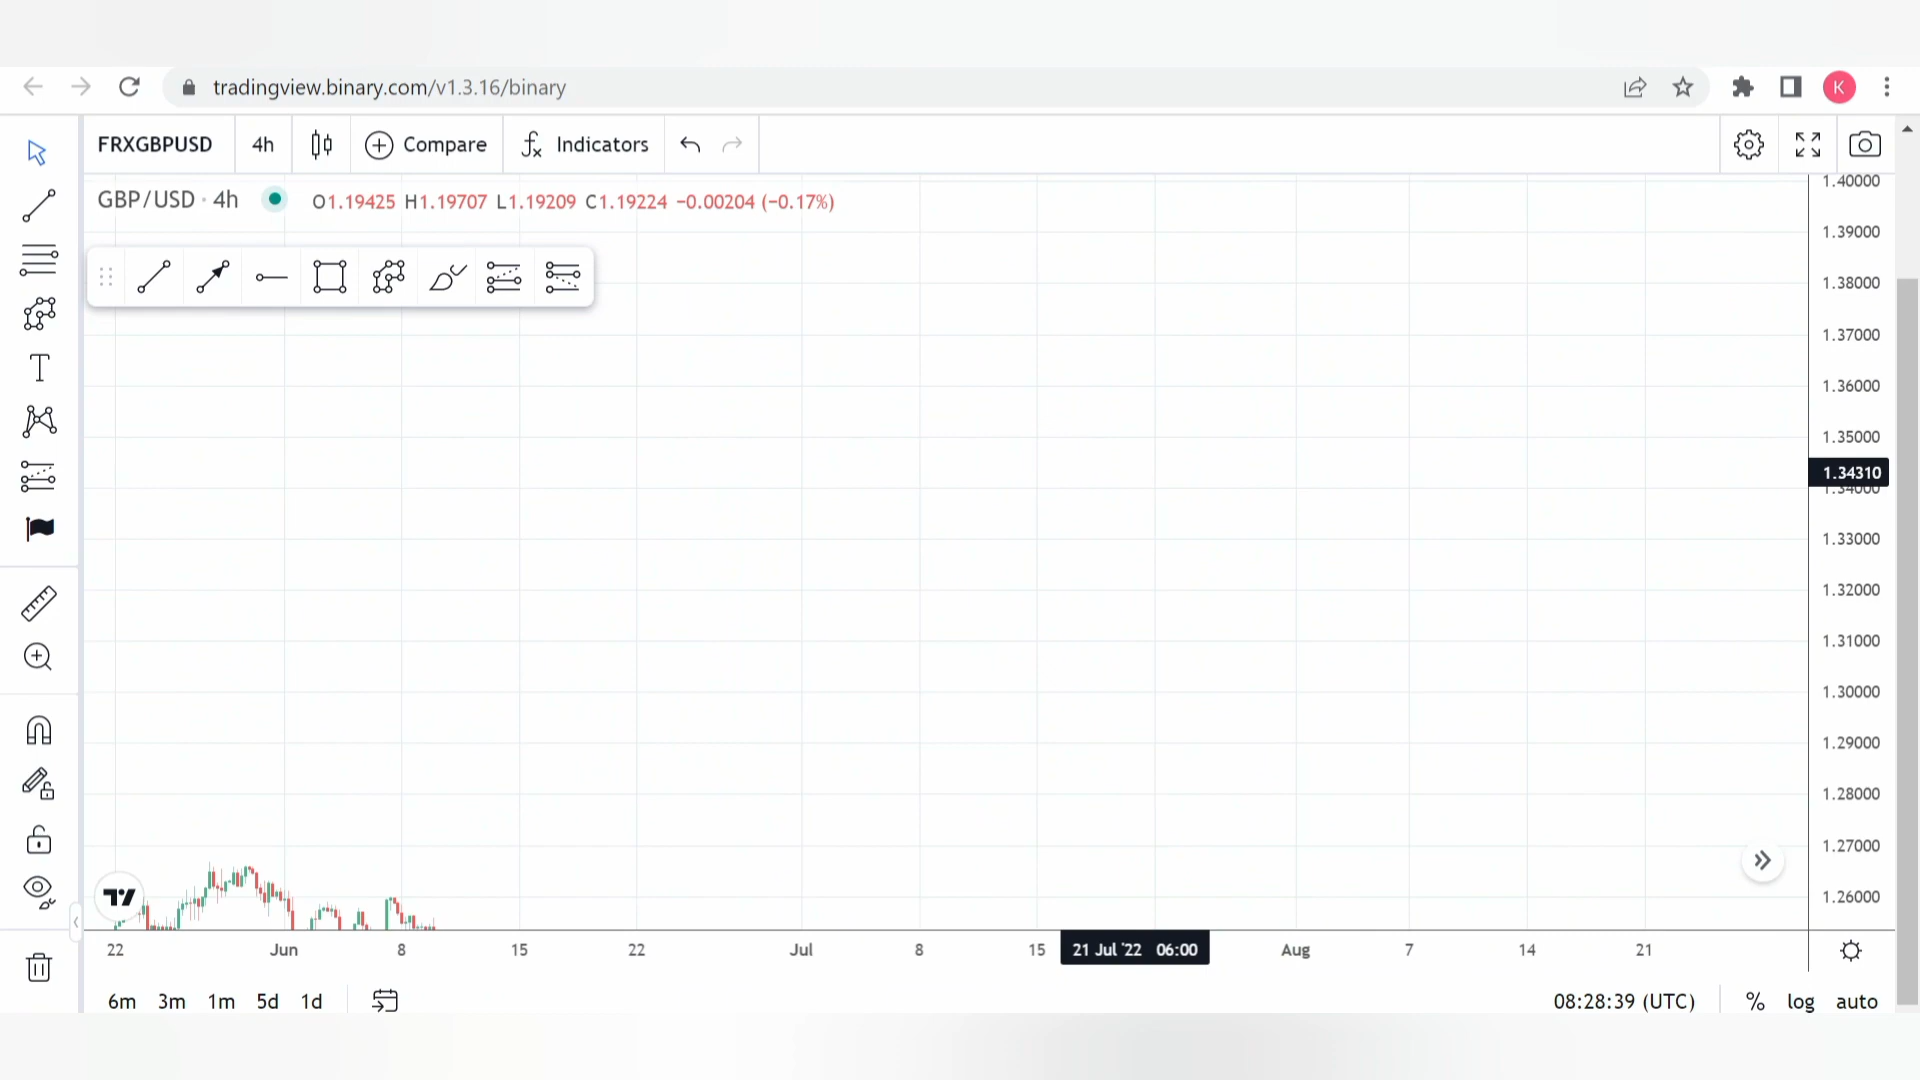 tradingview.binary.com/v1.3.16/binary
K
FRXGBPUSD 4h Compare Indicators
GBP/USD · 4h O1.19425 H1.19707 L1.19209 C1.19224 −0.00204 (−0.17%)
1.40000
1.39000
1.38000
1.37000
1.36000
1.35000
1.34310
1.34000
1.33000
1.32000
1.31000
1.30000
1.29000
1.28000
1.27000
1.26000
22 Jun 8 15 22 Jul 8 15 21 Jul '22 06:00 Aug 7 14 21
6m 3m 1m 5d 1d 08:28:39 (UTC) % log auto